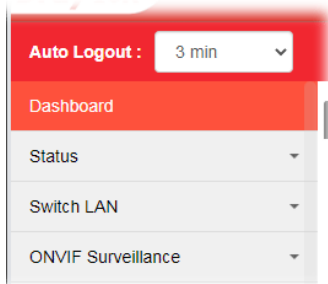 Auto Logout : 3 min
Dashboard
Status
Switch LAN
ONVIF Surveillance